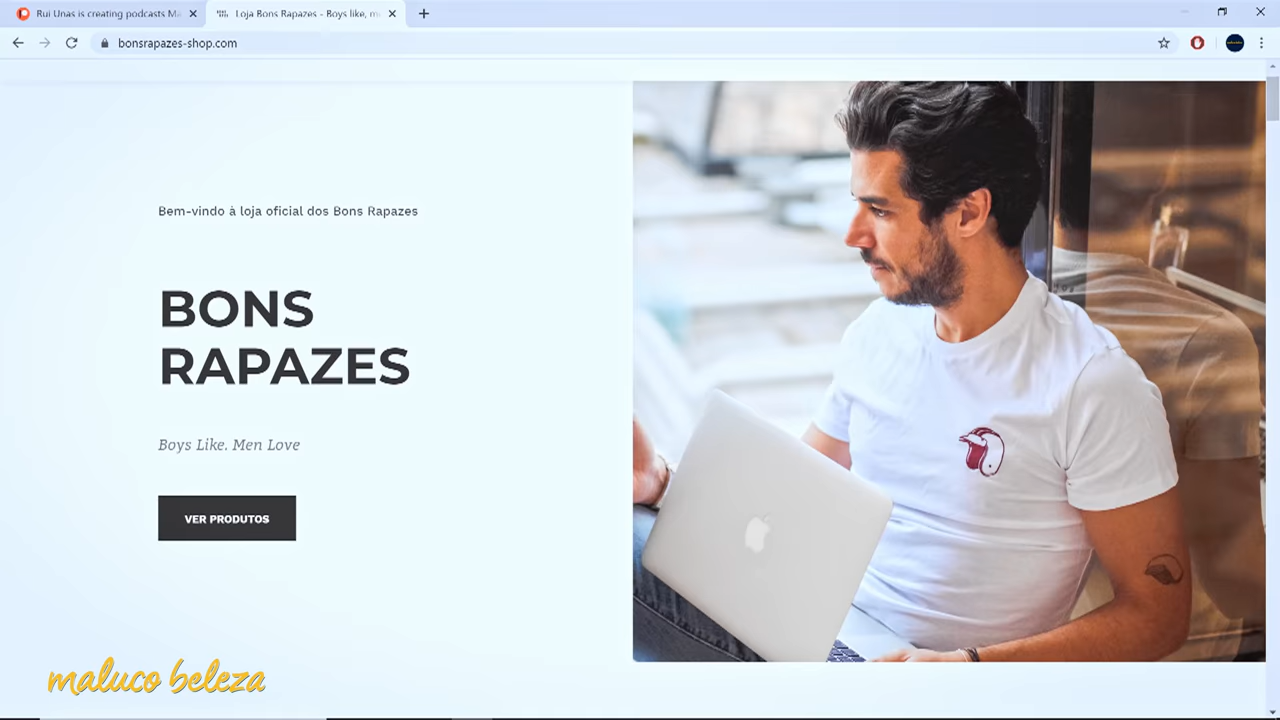 Rui Unas is creating podcasts Ma
Loja Bons Rapazes - Boys like, m
bonsrapazes-shop.com
Bem-vindo à loja oficial dos Bons Rapazes
BONS
RAPAZES
Boys Like. Men Love
VER PRODUTOS
maluco beleza